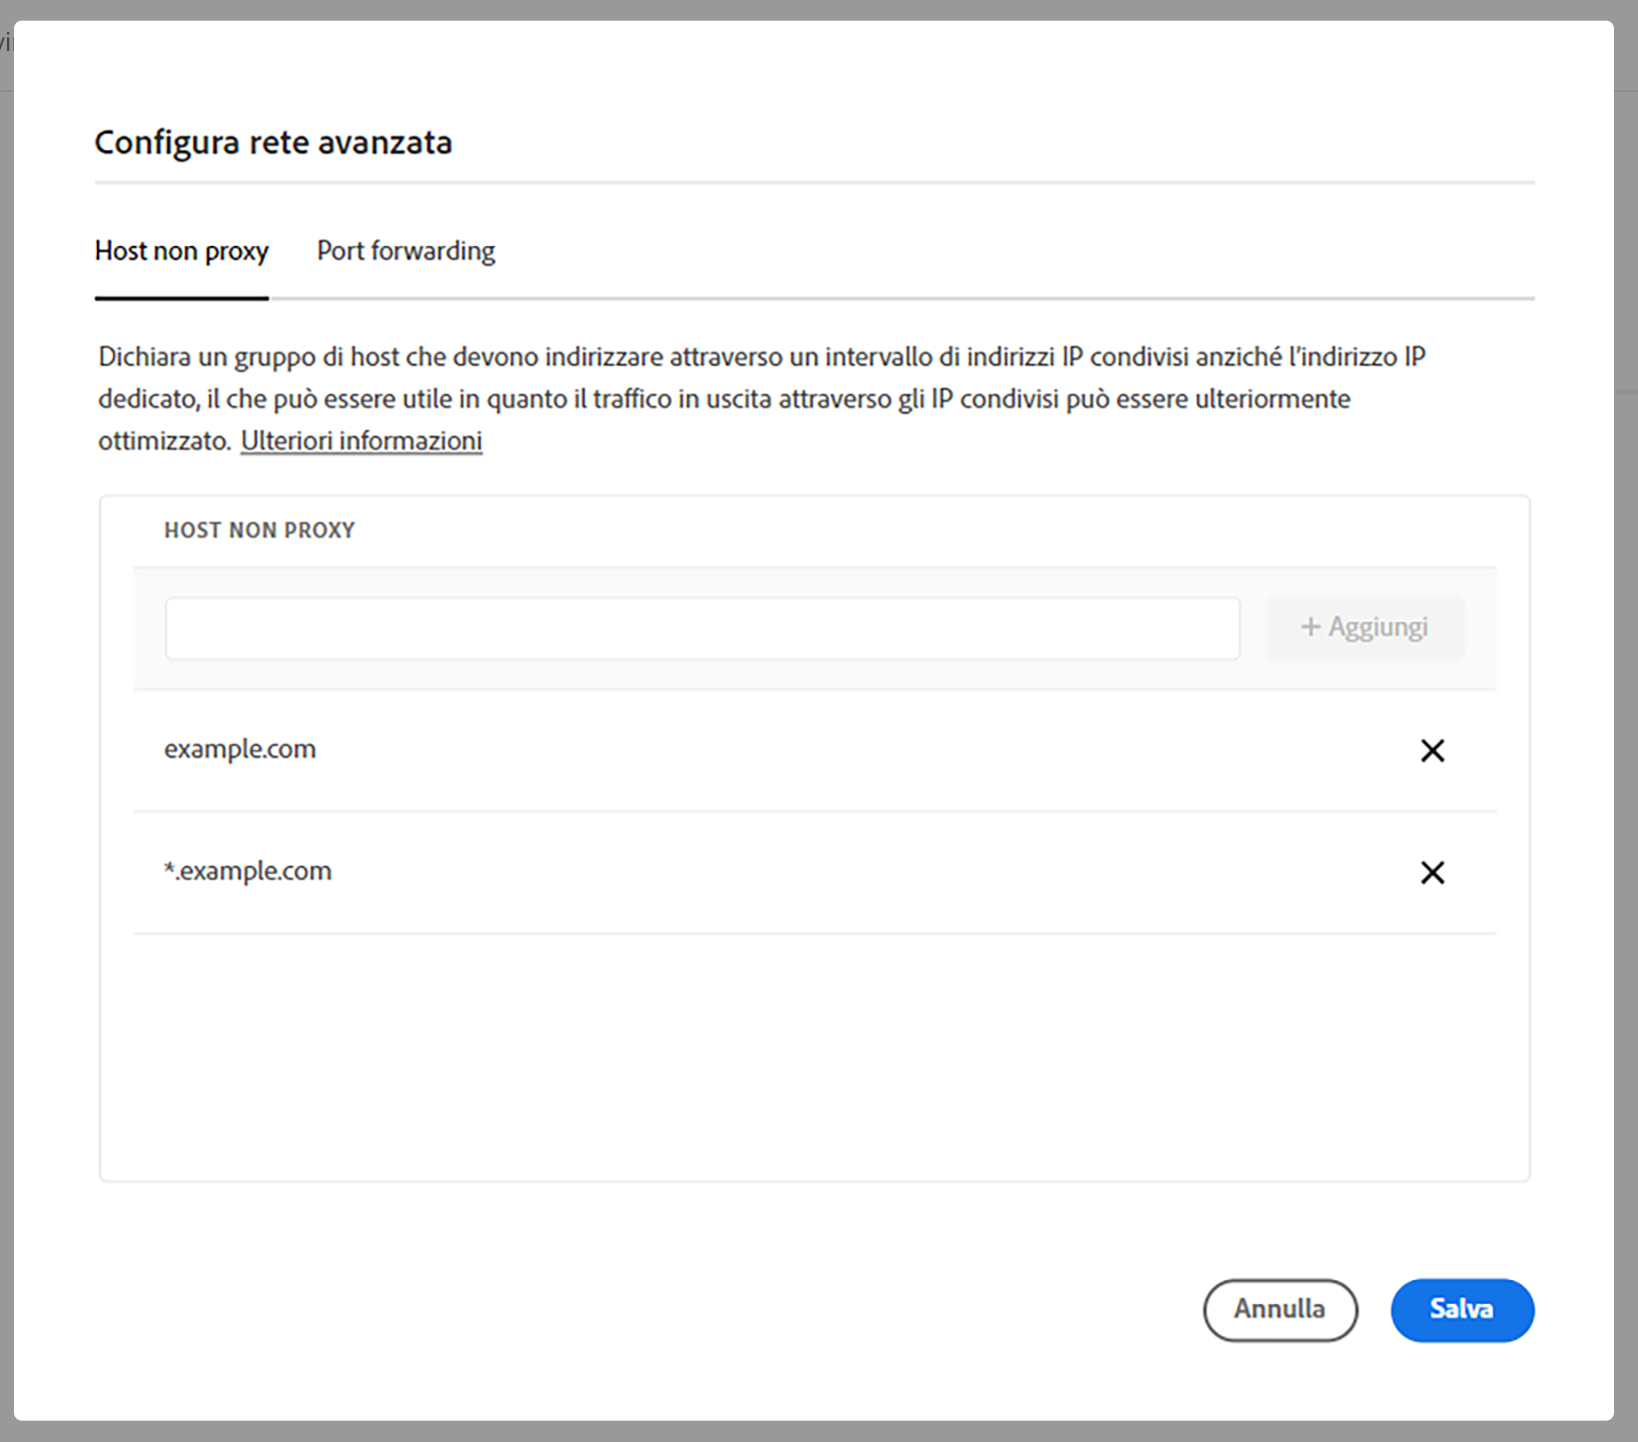 Configura rete avanzata
Host non proxy Port forwarding
Dichiara un gruppo di host che devono indirizzare attraverso un intervallo di indirizzi IP condivisi anziché l'indirizzo IP
dedicato, il che può essere utile in quanto il traffico in uscita attraverso gli IP condivisi può essere ulteriormente
ottimizzato. Ulteriori informazioni
HOST NON PROXY
+ Aggiungi
example.com
*.example.com
Annulla Salva